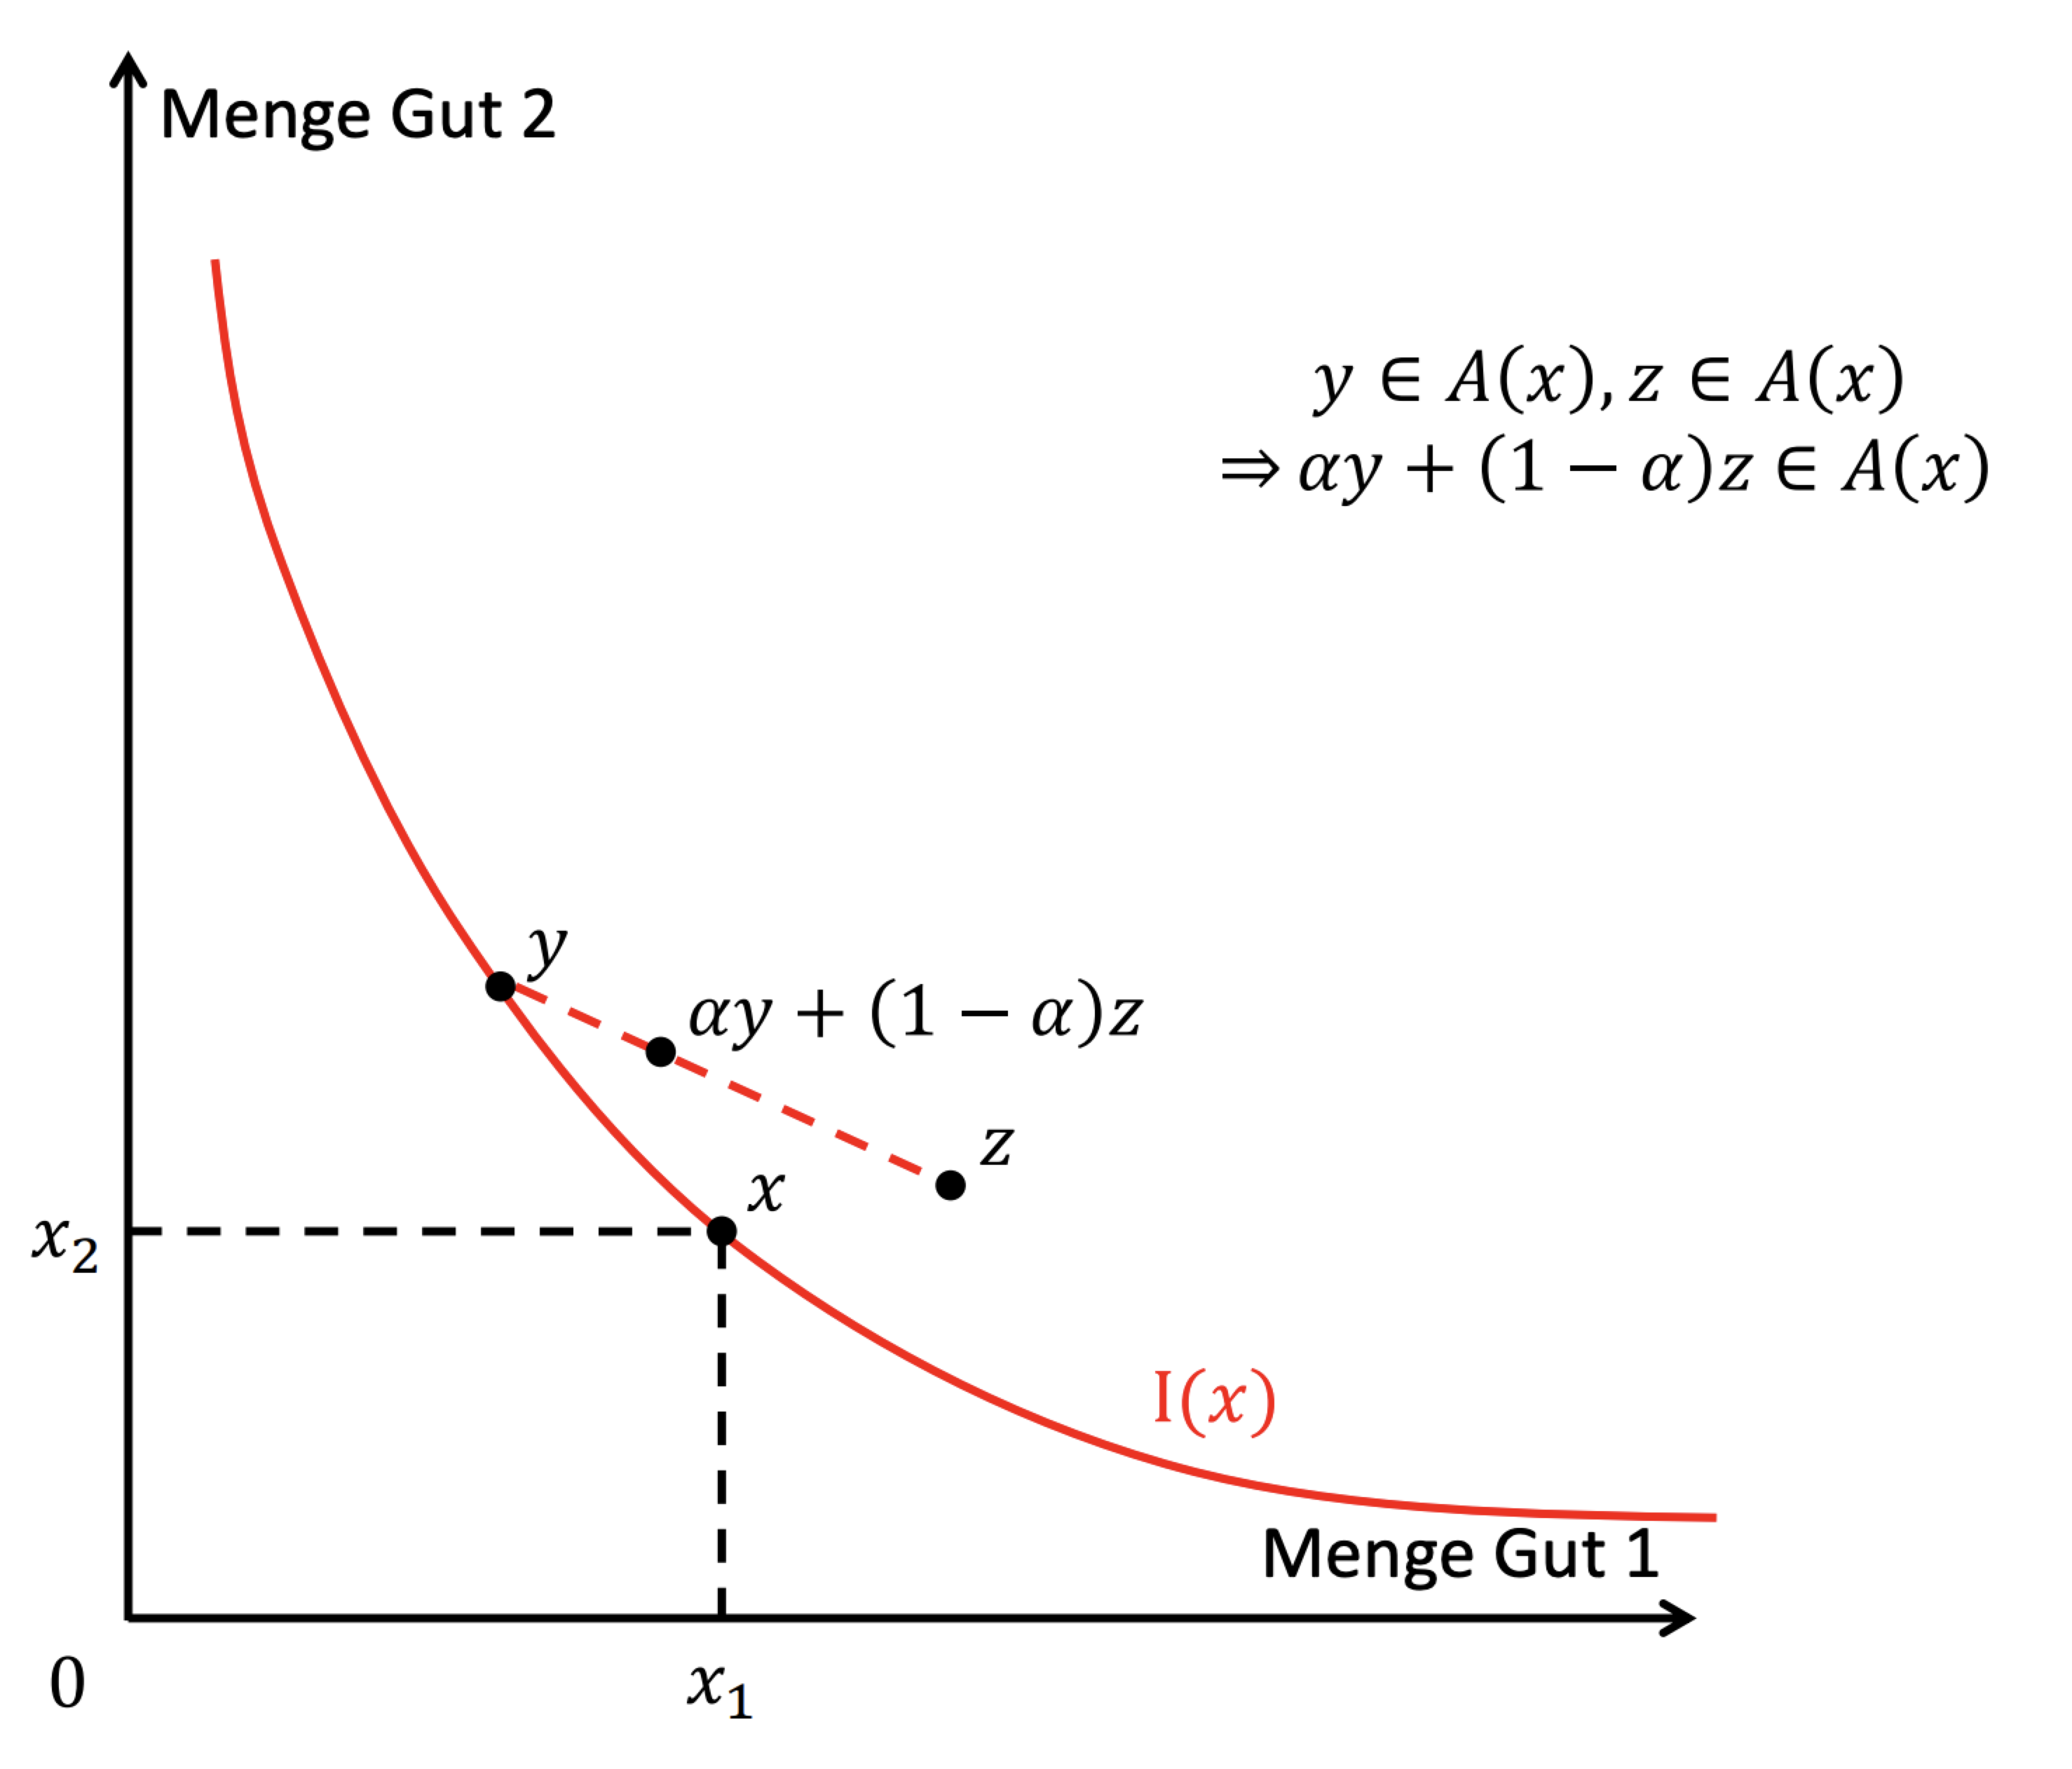 Menge Gut 2
y ∈ A(x), z ∈ A(x)
⇒ αy + (1 − α)z ∈ A(x)
y
αy + (1 − α)z
z
x
x₂
I(x)
Menge Gut 1
0
x₁